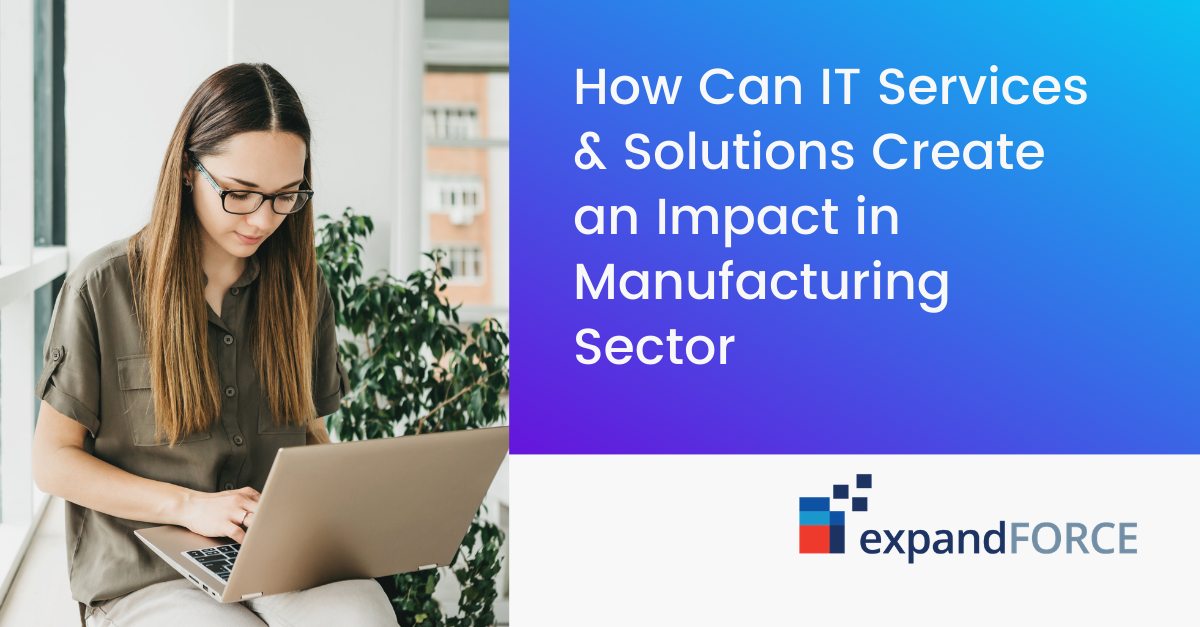 How Can IT Services
& Solutions Create
an Impact in
Manufacturing
Sector
expandFORCE